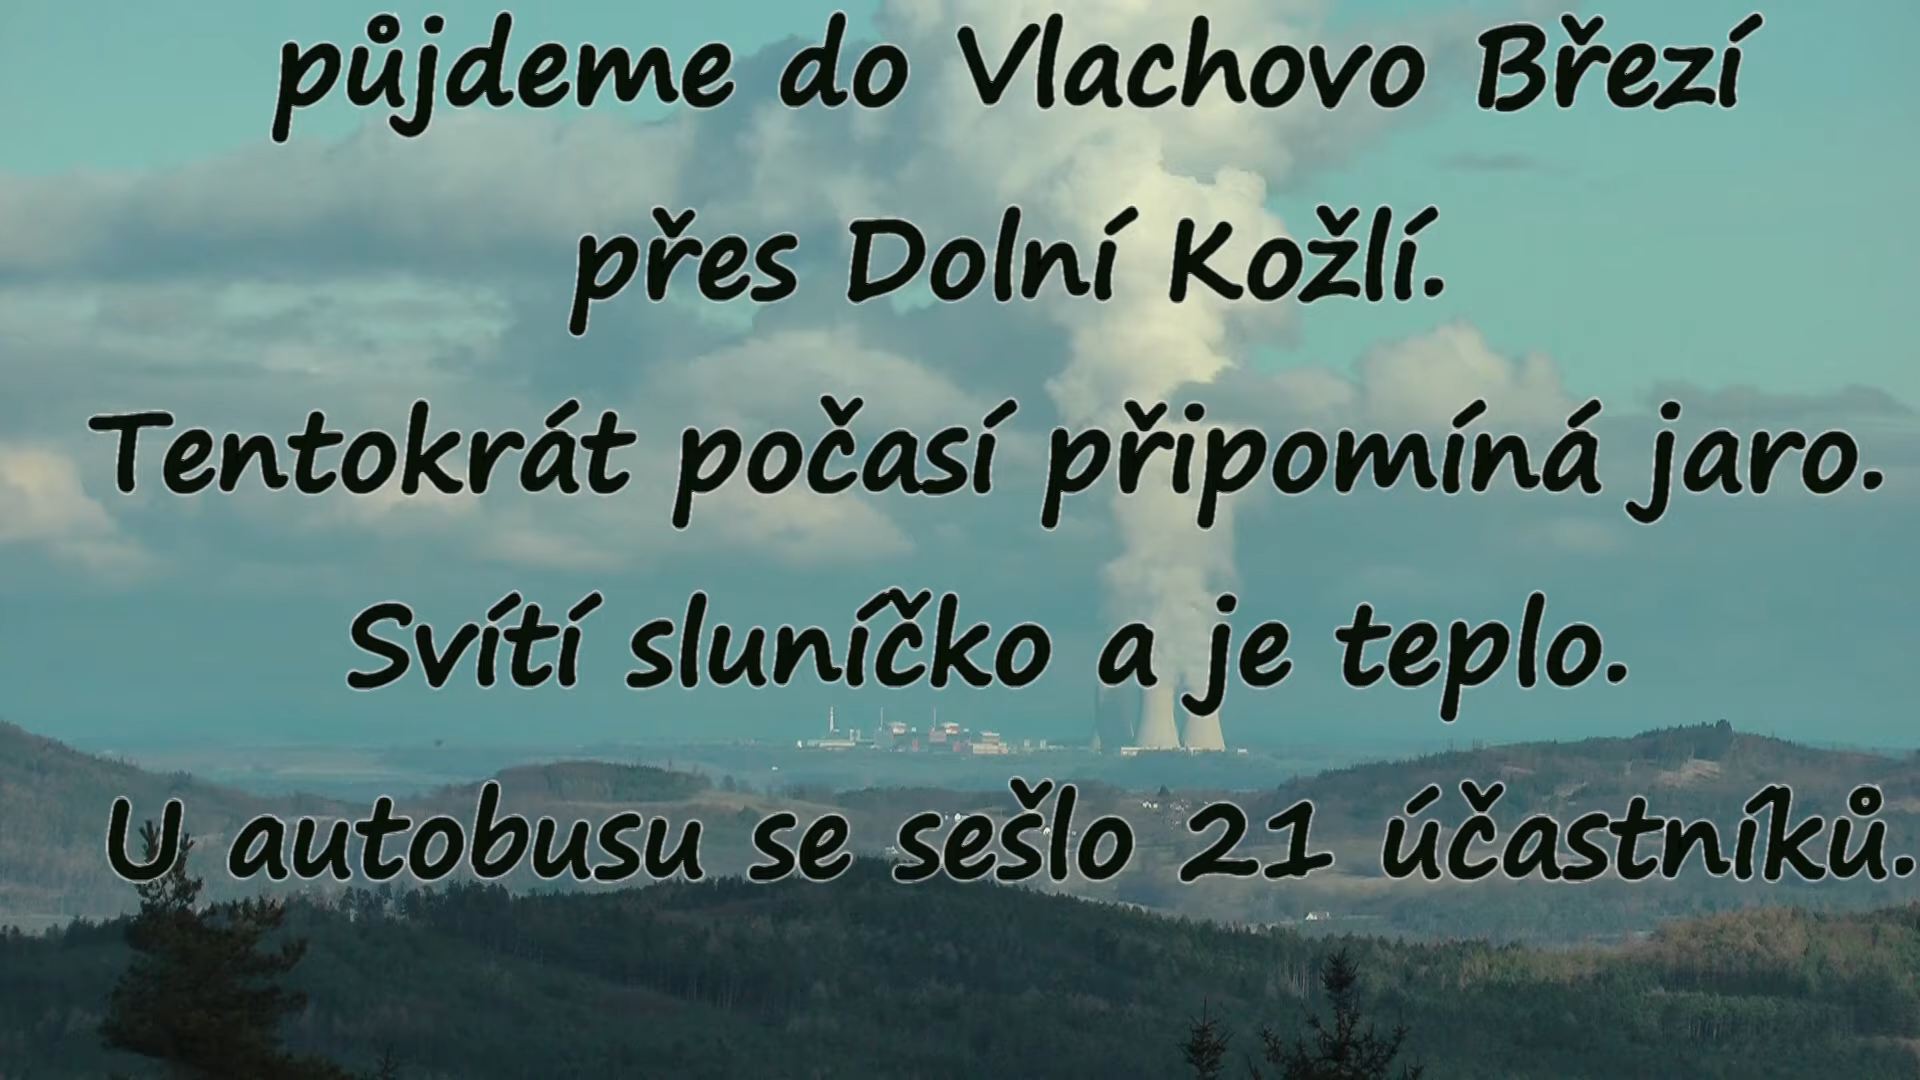 půjdeme do Vlachovo Březí
přes Dolní Kožlí.
Tentokrát počasí připomíná jaro.
Svítí sluníčko a je teplo.
U autobusu se sešlo 21 účastníků.